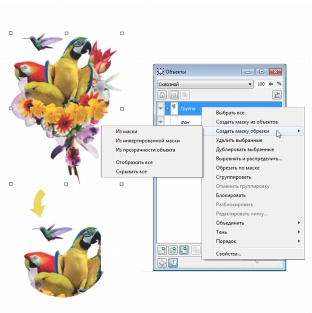 Объекты
Сквозной
100
%
Группа
Фон
Выбрать все
Создать маску из объектов
Создать маску обрезки
Удалить выбранные
Дублировать выбранные
Выровнять и распределить...
Обрезать по маске
Сгруппировать
Отменить группировку
Блокировать
Разблокировать
Редактировать линку...
Объединить
Тень
Порядок
Свойства...
Из маски
Из инвертированной маски
Из прозрачности объекта
Отображать все
Скрывать все